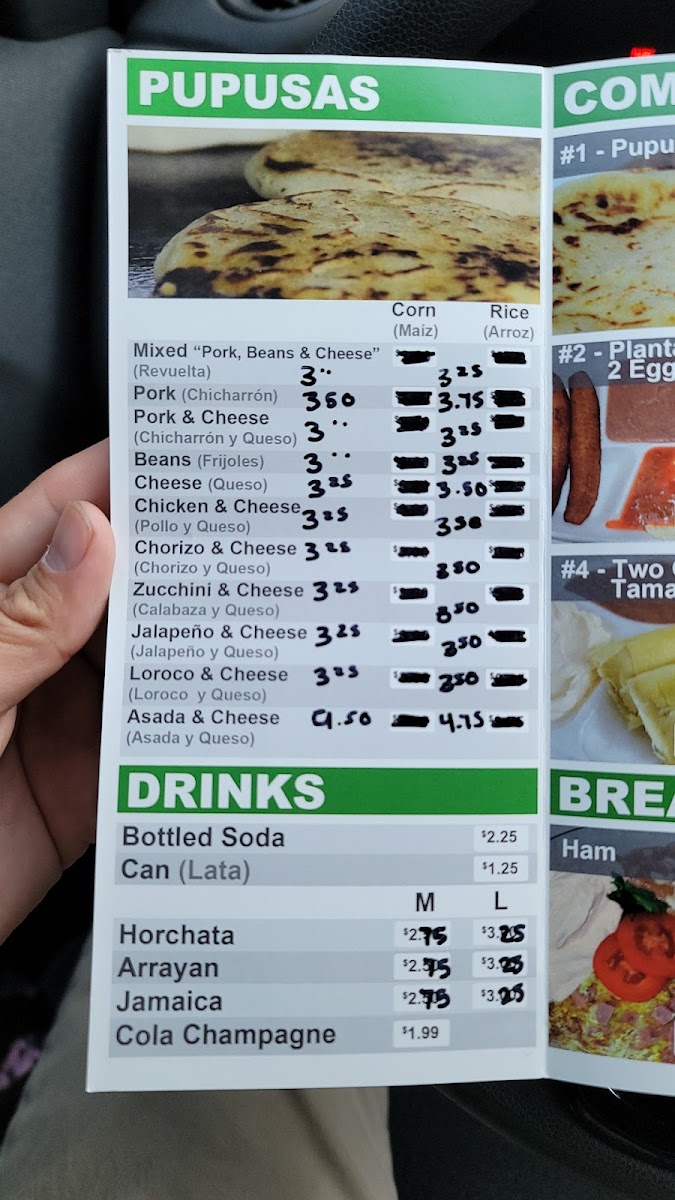 PUPUSAS
Corn Rice
(Maíz) (Arroz)
Mixed “Pork, Beans & Cheese”
(Revuelta) 3.. 3.25
Pork (Chicharrón) 3.50 3.75
Pork & Cheese
(Chicharrón y Queso) 3.. 3.25
Beans (Frijoles) 3.. 3.25
Cheese (Queso) 3.25 3.50
Chicken & Cheese 3.25 3.50
(Pollo y Queso)
Chorizo & Cheese 3.25 3.50
(Chorizo y Queso)
Zucchini & Cheese 3.25 3.50
(Calabaza y Queso)
Jalapeño & Cheese 3.25 3.50
(Jalapeño y Queso)
Loroco & Cheese 3.25 3.50
(Loroco y Queso)
Asada & Cheese 4.50 4.75
(Asada y Queso)
DRINKS
Bottled Soda $2.25
Can (Lata) $1.25
M L
Horchata $2.75 $3.25
Arrayan $2.75 $3.25
Jamaica $2.75 $3.25
Cola Champagne $1.99
COM
#1 - Pupu
#2 - Planta
2 Egg
#4 - Two
Tama
BREA
Ham